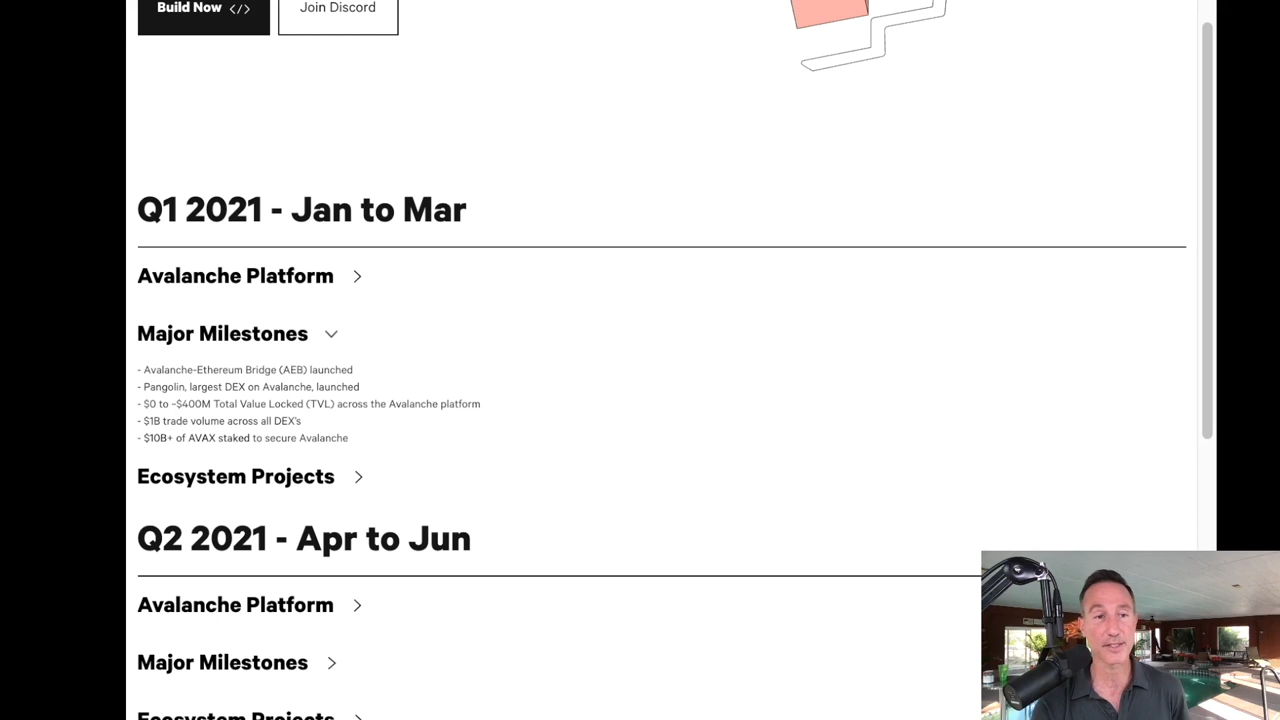 Build Now </>
Join Discord
Q1 2021 - Jan to Mar
Avalanche Platform >
Major Milestones
- Avalanche-Ethereum Bridge (AEB) launched
- Pangolin, largest DEX on Avalanche, launched
- $0 to ~$400M Total Value Locked (TVL) across the Avalanche platform
- $1B trade volume across all DEX's
- $10B+ of AVAX staked to secure Avalanche
Ecosystem Projects >
Q2 2021 - Apr to Jun
Avalanche Platform >
Major Milestones >
Ecosystem Projects